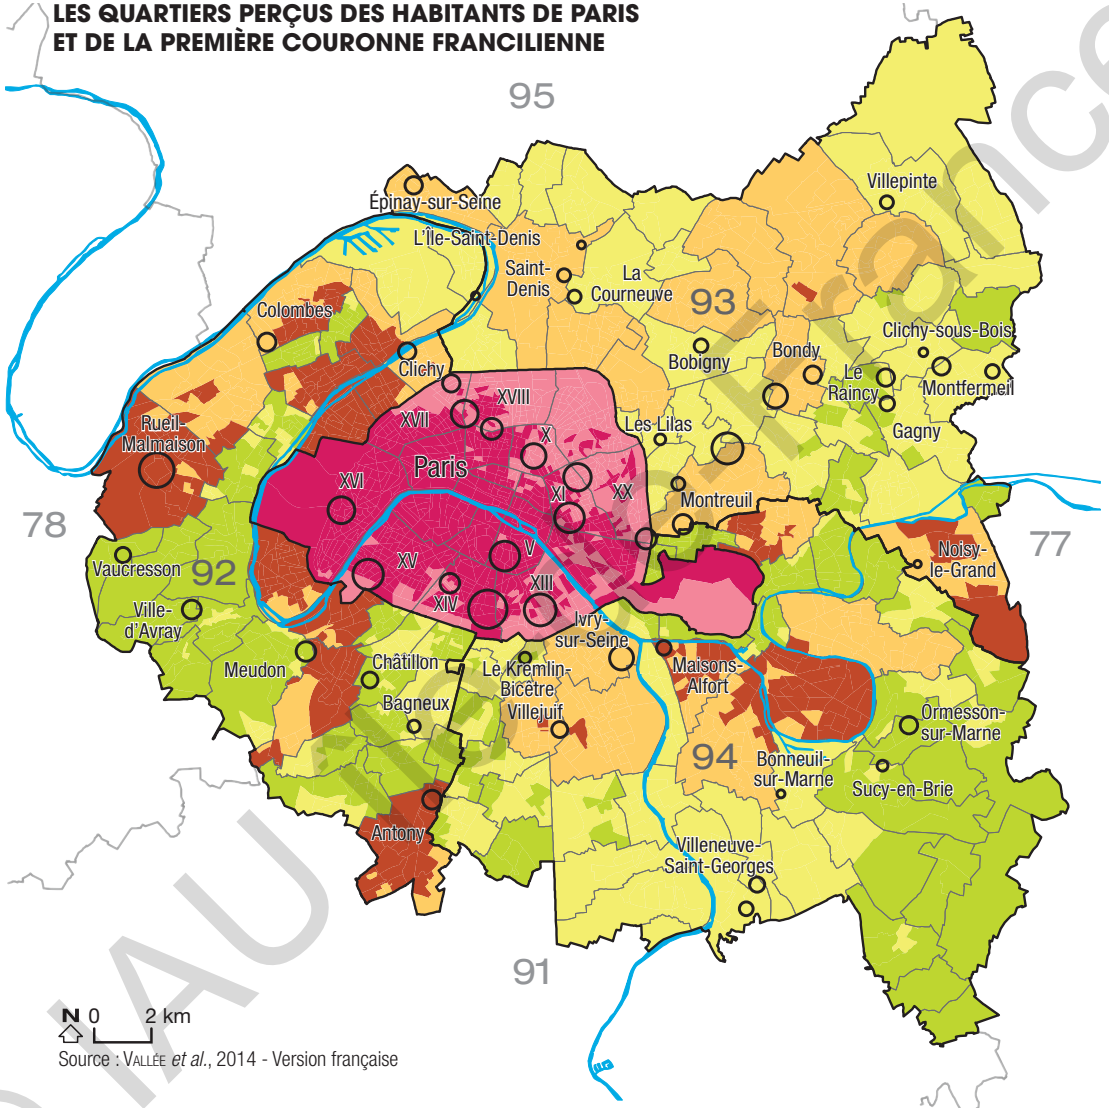 LES QUARTIERS PERÇUS DES HABITANTS DE PARIS
ET DE LA PREMIÈRE COURONNE FRANCILIENNE
95
Villepinte
Épinay-sur-Seine
L'Île-Saint-Denis
Saint-
Denis
La
Courneuve
93
Colombes
Clichy-sous-Bois
Bobigny
Bondy
Clichy
Le
Raincy
Montfermeil
XVIII
XVII
Les Lilas
Gagny
Rueil-
Malmaison
X
Paris
XVI
XI
XX
Montreuil
78
77
V
Noisy-
le-Grand
Vaucresson
92
XV
XIII
XIV
Ville-
d'Avray
Ivry-
sur-Seine
Meudon
Châtillon
Le Kremlin-
Bicêtre
Maisons-
Alfort
Bagneux
Villejuif
Ormesson-
sur-Marne
94
Bonneuil-
sur-Marne
Sucy-en-Brie
Antony
Villeneuve-
Saint-Georges
91
N 0 2 km
Source : VALLÉE et al., 2014 - Version française
© IAU île-de-France